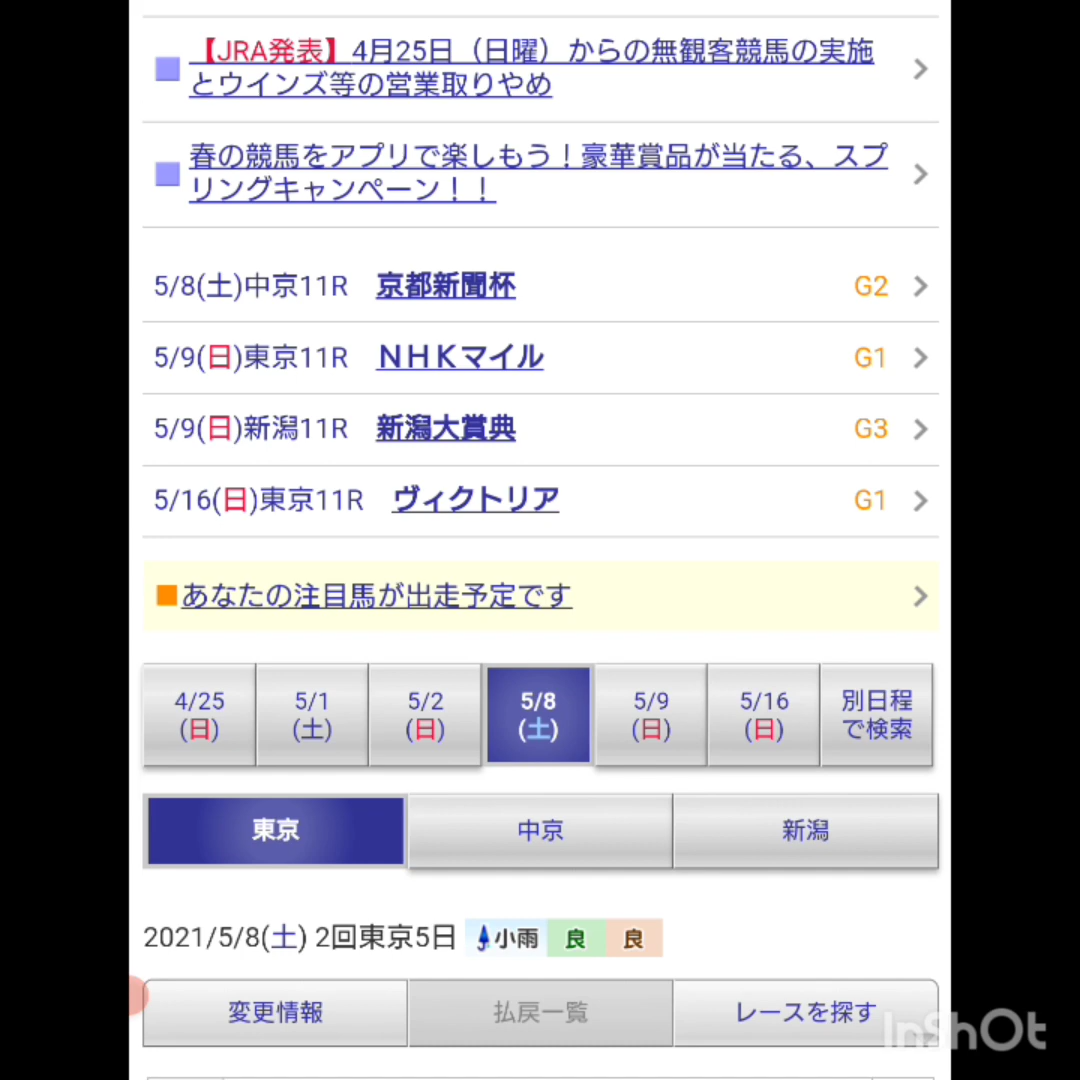 【JRA発表】4月25日（日曜）からの無観客競馬の実施
とウインズ等の営業取りやめ
春の競馬をアプリで楽しもう！豪華賞品が当たる、スプ
リングキャンペーン！！
5/8(土)中京11R 京都新聞杯 G2
5/9(日)東京11R ＮＨＫマイル G1
5/9(日)新潟11R 新潟大賞典 G3
5/16(日)東京11R ヴィクトリア G1
あなたの注目馬が出走予定です
4/25 5/1 5/2 5/8 5/9 5/16 別日程
(日) (土) (日) (土) (日) (日) で検索
東京 中京 新潟
2021/5/8(土) 2回東京5日 小雨 良 良
変更情報 払戻一覧 レースを探す
InShOt